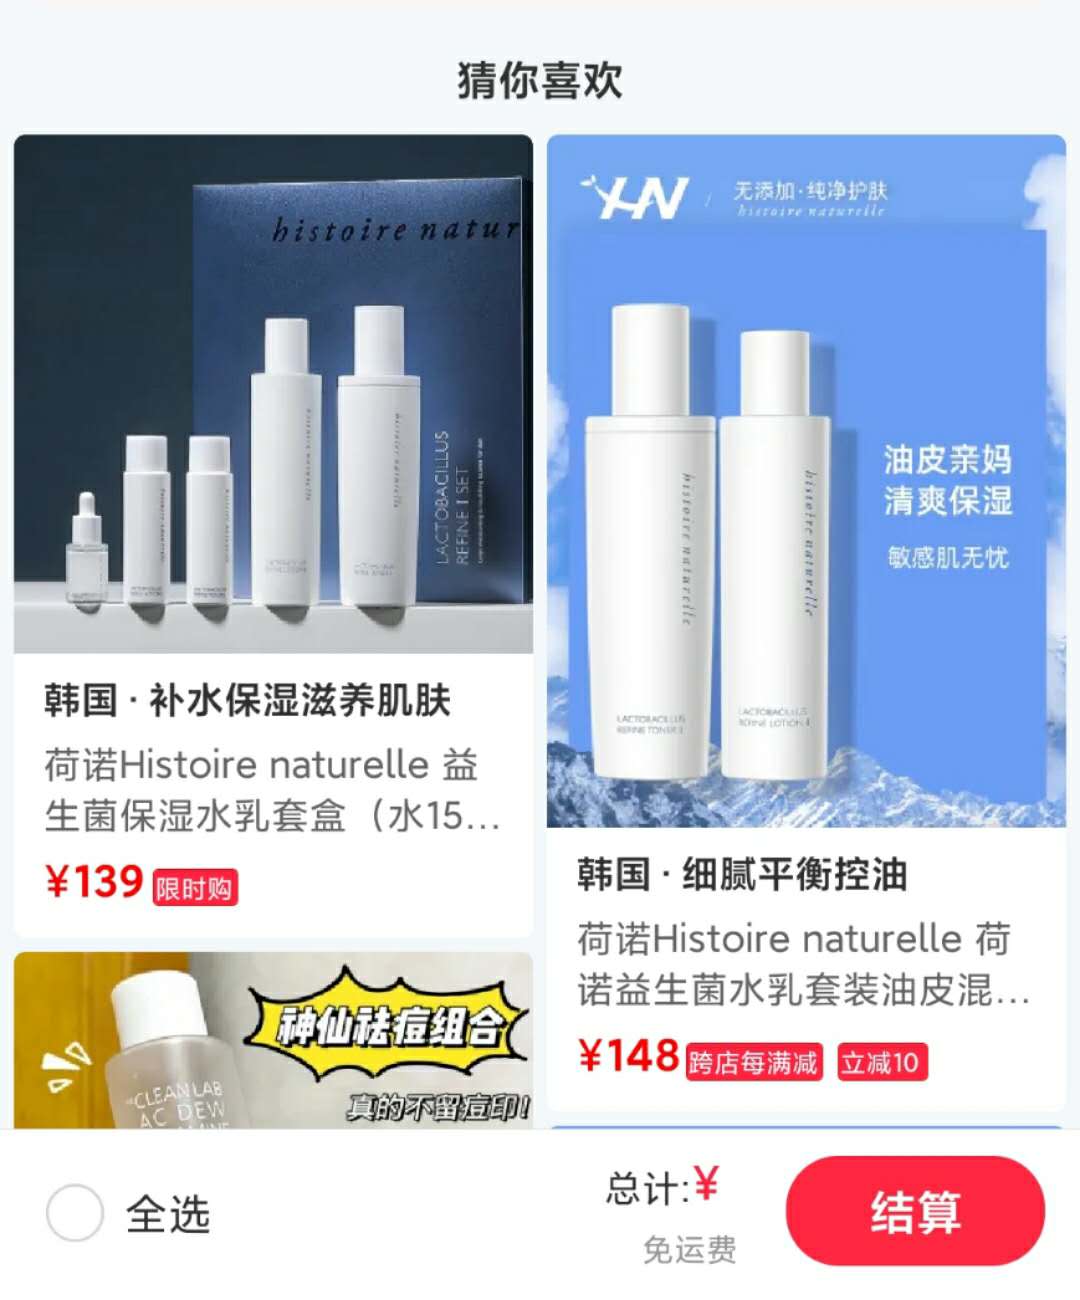 猜你喜欢
histoire natur
LACTOBACILLUS
REFINE Ⅱ SET
韩国·补水保湿滋养肌肤
荷诺Histoire naturelle 益
生菌保湿水乳套盒（水15...
¥139 限时购
HN / 无添加·纯净护肤
histoire naturelle
油皮亲妈
清爽保湿
敏感肌无忧
histoire naturelle
histoire naturelle
LACTOBACILLUS
REFINE TONER Ⅱ
LACTOBACILLUS
REFINE LOTION Ⅱ
韩国·细腻平衡控油
荷诺Histoire naturelle 荷
诺益生菌水乳套装油皮混...
¥148 跨店每满减 立减10
神仙祛痘组合
真的不留痘印!
CLEAN LAB
AC DEW
全选
总计:¥
免运费
结算